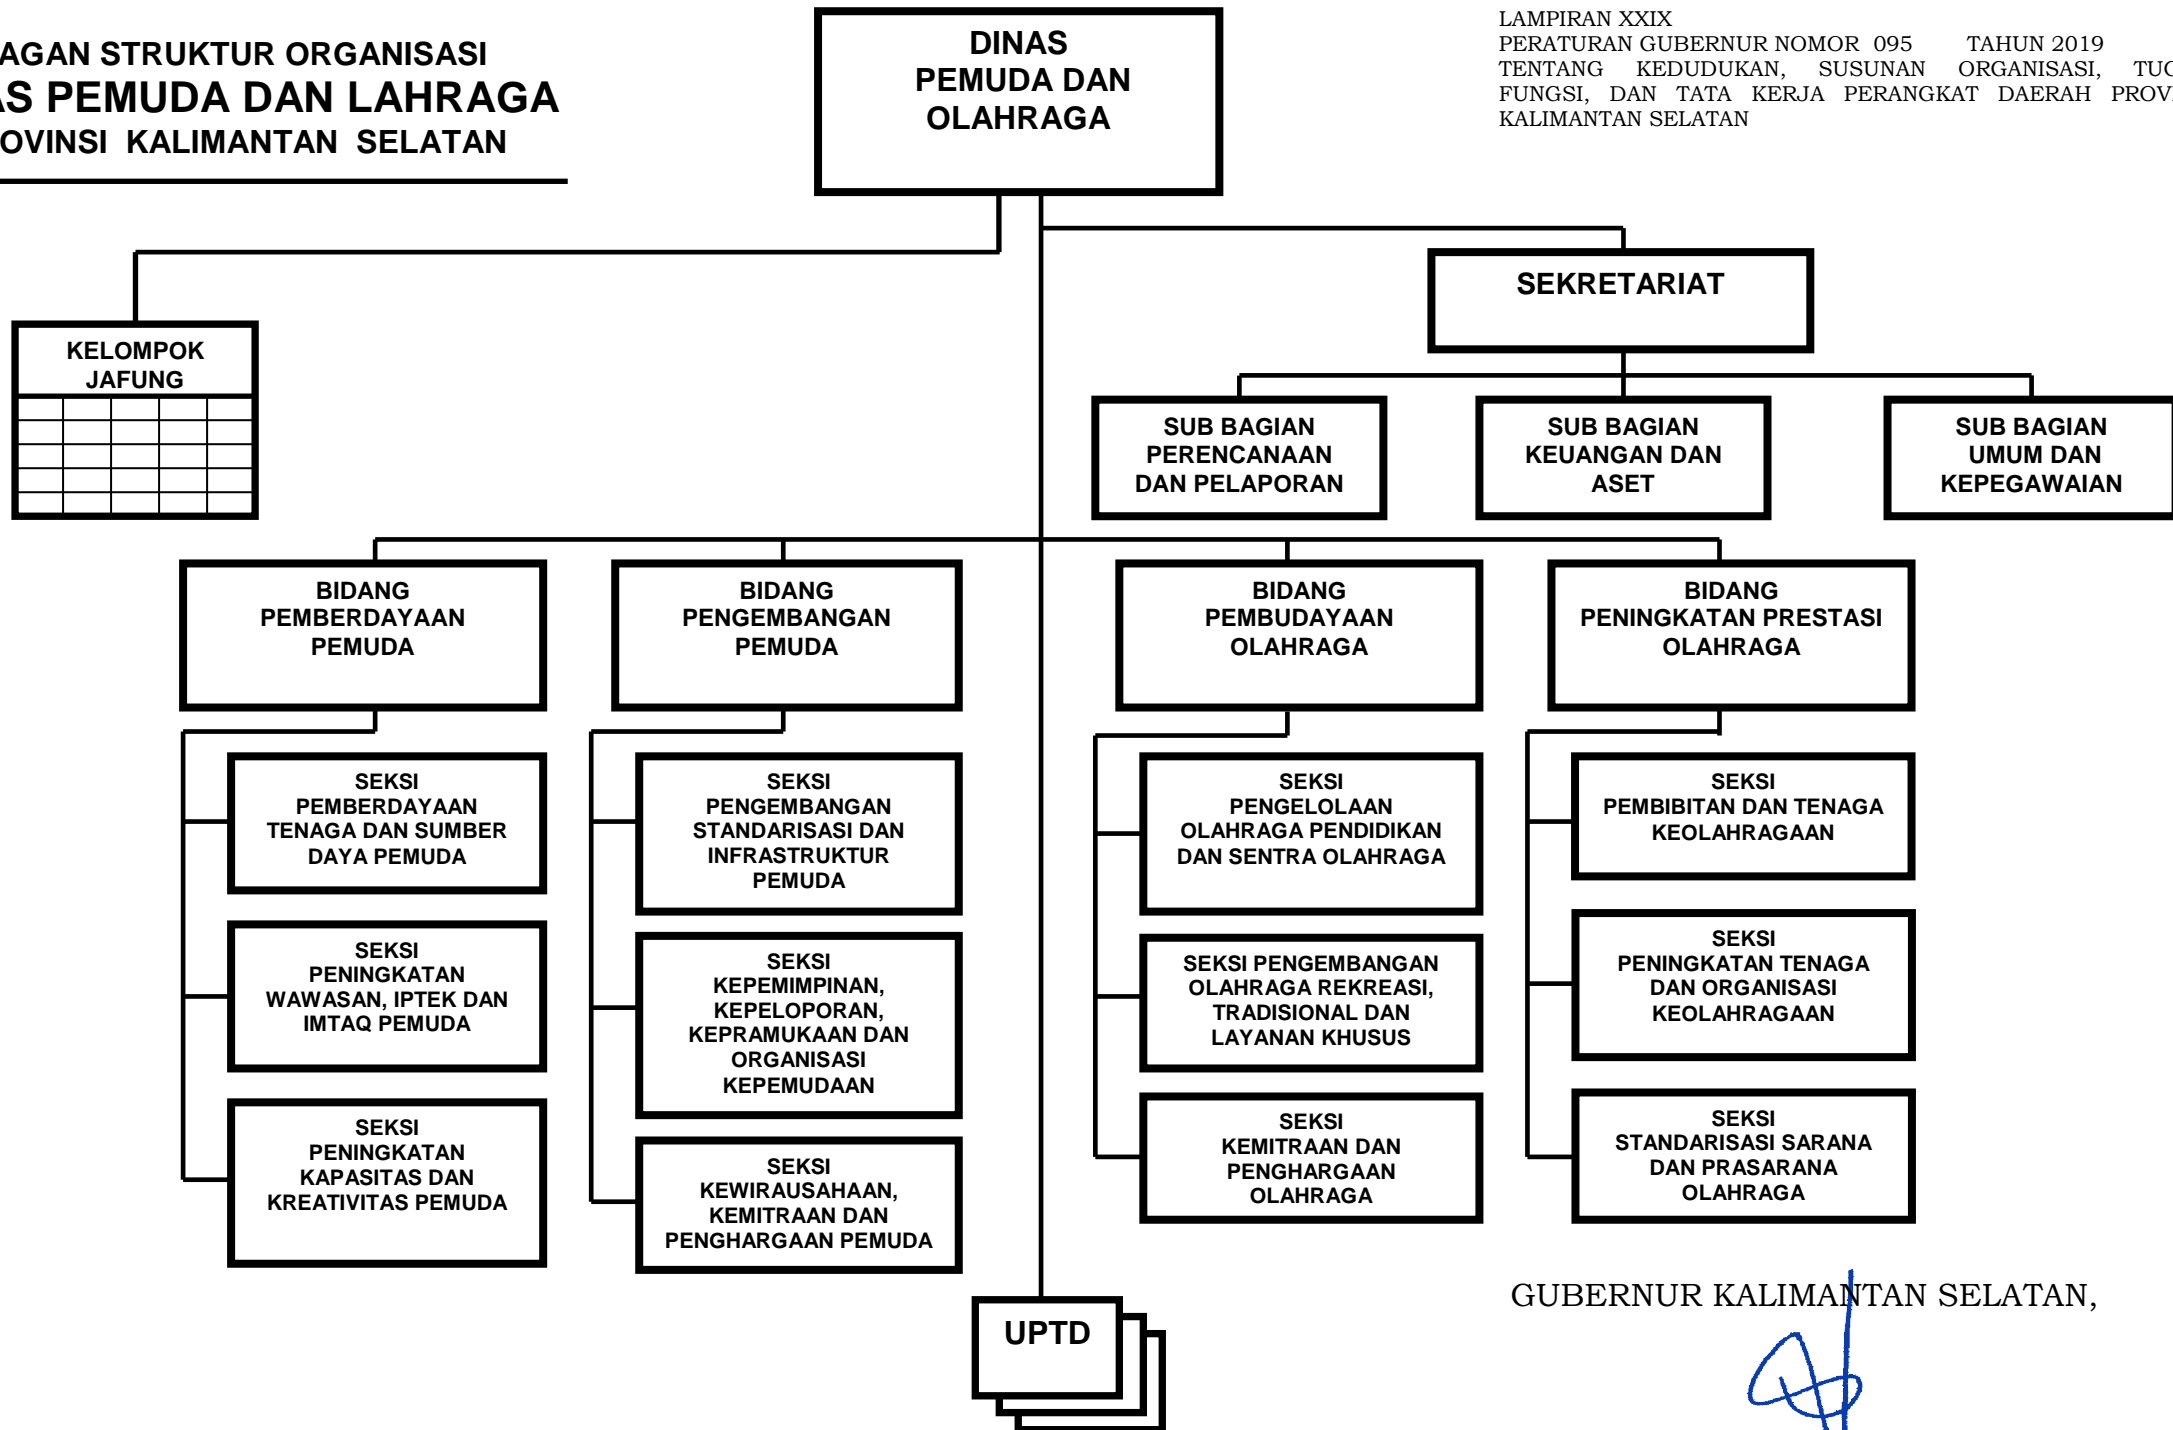 AGAN STRUKTUR ORGANISASI
AS PEMUDA DAN LAHRAGA
OVINSI KALIMANTAN SELATAN
DINAS
PEMUDA DAN
OLAHRAGA
LAMPIRAN XXIX
PERATURAN GUBERNUR NOMOR 095 TAHUN 2019
TENTANG KEDUDUKAN, SUSUNAN ORGANISASI, TUG
FUNGSI, DAN TATA KERJA PERANGKAT DAERAH PROV
KALIMANTAN SELATAN
SEKRETARIAT
KELOMPOK
JAFUNG
SUB BAGIAN
PERENCANAAN
DAN PELAPORAN
SUB BAGIAN
KEUANGAN DAN
ASET
SUB BAGIAN
UMUM DAN
KEPEGAWAIAN
BIDANG
PEMBERDAYAAN
PEMUDA
BIDANG
PENGEMBANGAN
PEMUDA
BIDANG
PEMBUDAYAAN
OLAHRAGA
BIDANG
PENINGKATAN PRESTASI
OLAHRAGA
SEKSI
PEMBERDAYAAN
TENAGA DAN SUMBER
DAYA PEMUDA
SEKSI
PENINGKATAN
WAWASAN, IPTEK DAN
IMTAQ PEMUDA
SEKSI
PENINGKATAN
KAPASITAS DAN
KREATIVITAS PEMUDA
SEKSI
PENGEMBANGAN
STANDARISASI DAN
INFRASTRUKTUR
PEMUDA
SEKSI
KEPEMIMPINAN,
KEPELOPORAN,
KEPRAMUKAAN DAN
ORGANISASI
KEPEMUDAAN
SEKSI
KEWIRAUSAHAAN,
KEMITRAAN DAN
PENGHARGAAN PEMUDA
SEKSI
PENGELOLAAN
OLAHRAGA PENDIDIKAN
DAN SENTRA OLAHRAGA
SEKSI PENGEMBANGAN
OLAHRAGA REKREASI,
TRADISIONAL DAN
LAYANAN KHUSUS
SEKSI
KEMITRAAN DAN
PENGHARGAAN
OLAHRAGA
SEKSI
PEMBIBITAN DAN TENAGA
KEOLAHRAGAAN
SEKSI
PENINGKATAN TENAGA
DAN ORGANISASI
KEOLAHRAGAAN
SEKSI
STANDARISASI SARANA
DAN PRASARANA
OLAHRAGA
UPTD
GUBERNUR KALIMANTAN SELATAN,